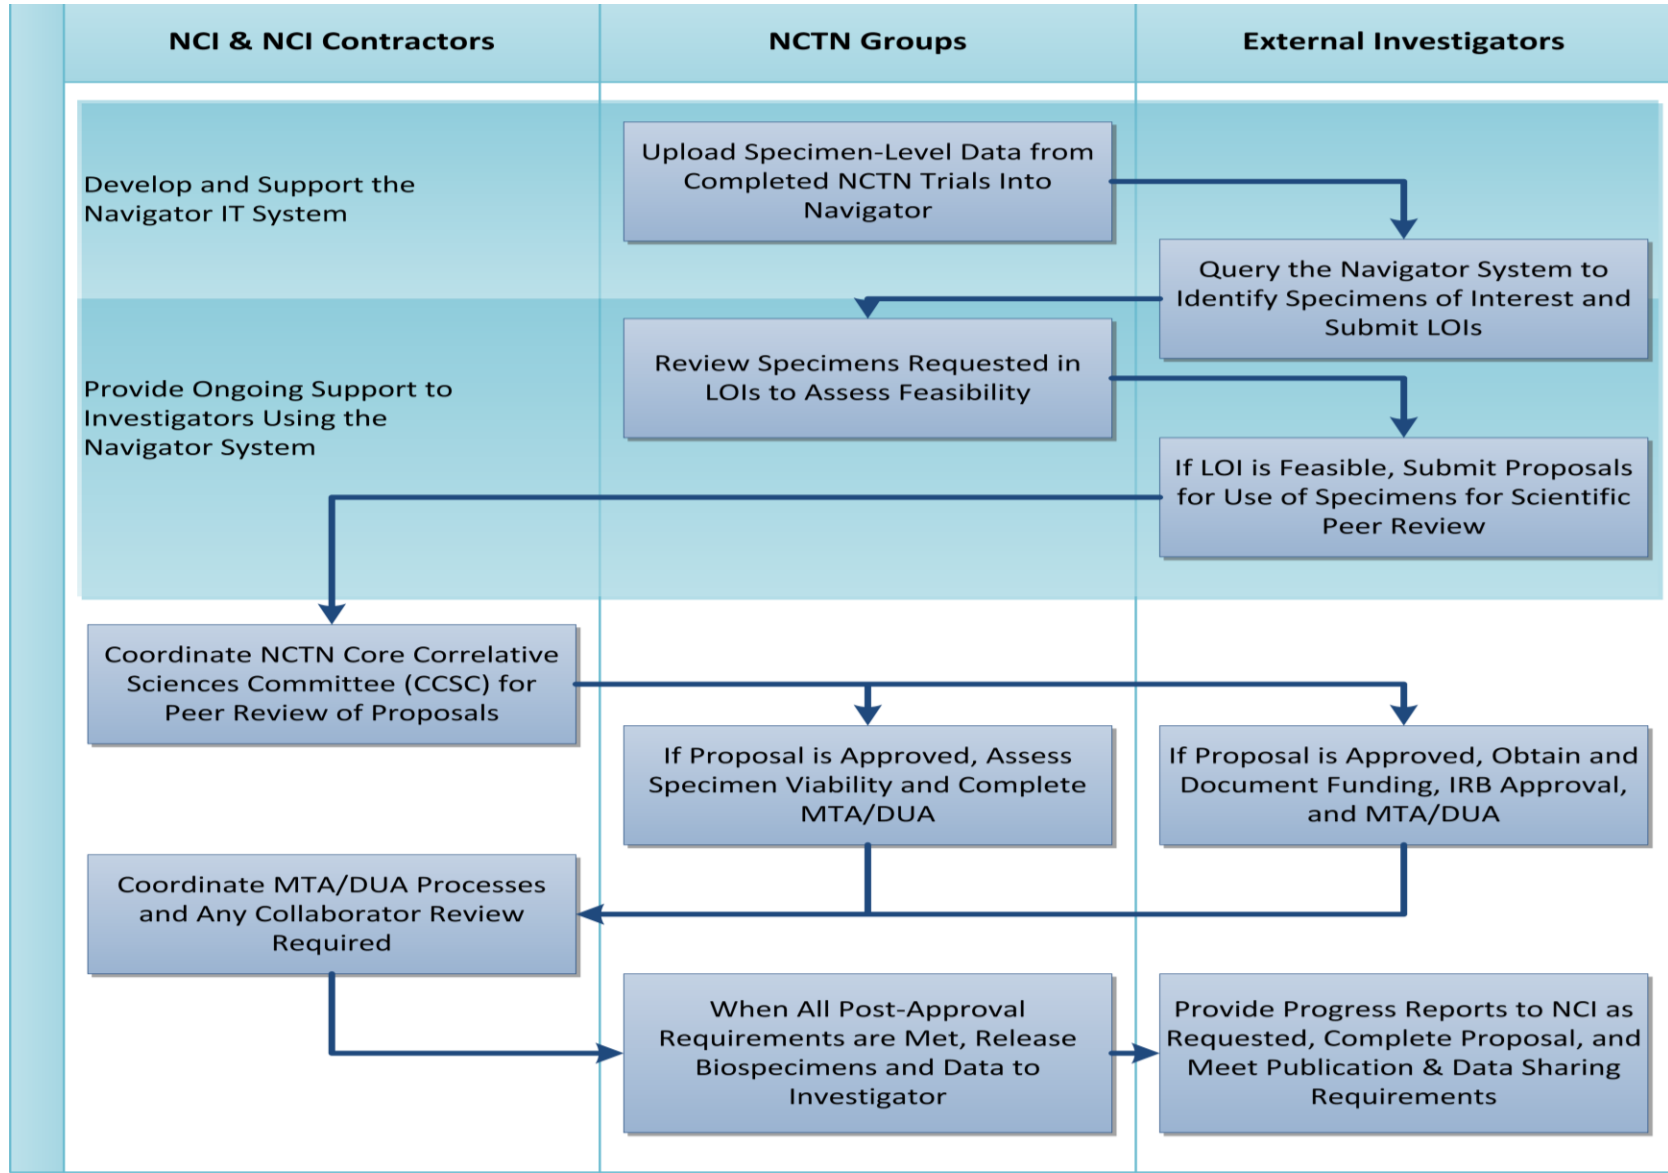 NCI & NCI Contractors
NCTN Groups
External Investigators
Develop and Support the
Navigator IT System
Upload Specimen-Level Data from
Completed NCTN Trials Into
Navigator
Query the Navigator System to
Identify Specimens of Interest and
Submit LOIs
Provide Ongoing Support to
Investigators Using the
Navigator System
Review Specimens Requested in
LOIs to Assess Feasibility
If LOI is Feasible, Submit Proposals
for Use of Specimens for Scientific
Peer Review
Coordinate NCTN Core Correlative
Sciences Committee (CCSC) for
Peer Review of Proposals
If Proposal is Approved, Assess
Specimen Viability and Complete
MTA/DUA
If Proposal is Approved, Obtain and
Document Funding, IRB Approval,
and MTA/DUA
Coordinate MTA/DUA Processes
and Any Collaborator Review
Required
When All Post-Approval
Requirements are Met, Release
Biospecimens and Data to
Investigator
Provide Progress Reports to NCI as
Requested, Complete Proposal, and
Meet Publication & Data Sharing
Requirements